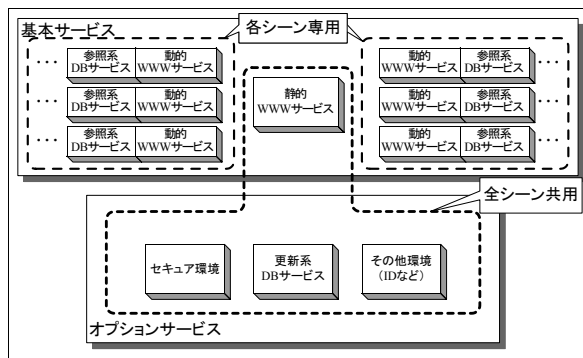 基本サービス
各シーン専用
… 参照系 動的
DBサービス WWWサービス
… 参照系 動的
DBサービス WWWサービス
… 参照系 動的
DBサービス WWWサービス
静的
WWWサービス
動的 参照系 …
WWWサービス DBサービス
動的 参照系 …
WWWサービス DBサービス
動的 参照系 …
WWWサービス DBサービス
全シーン共用
セキュア環境
更新系
DBサービス
その他環境
(IDなど)
オプションサービス